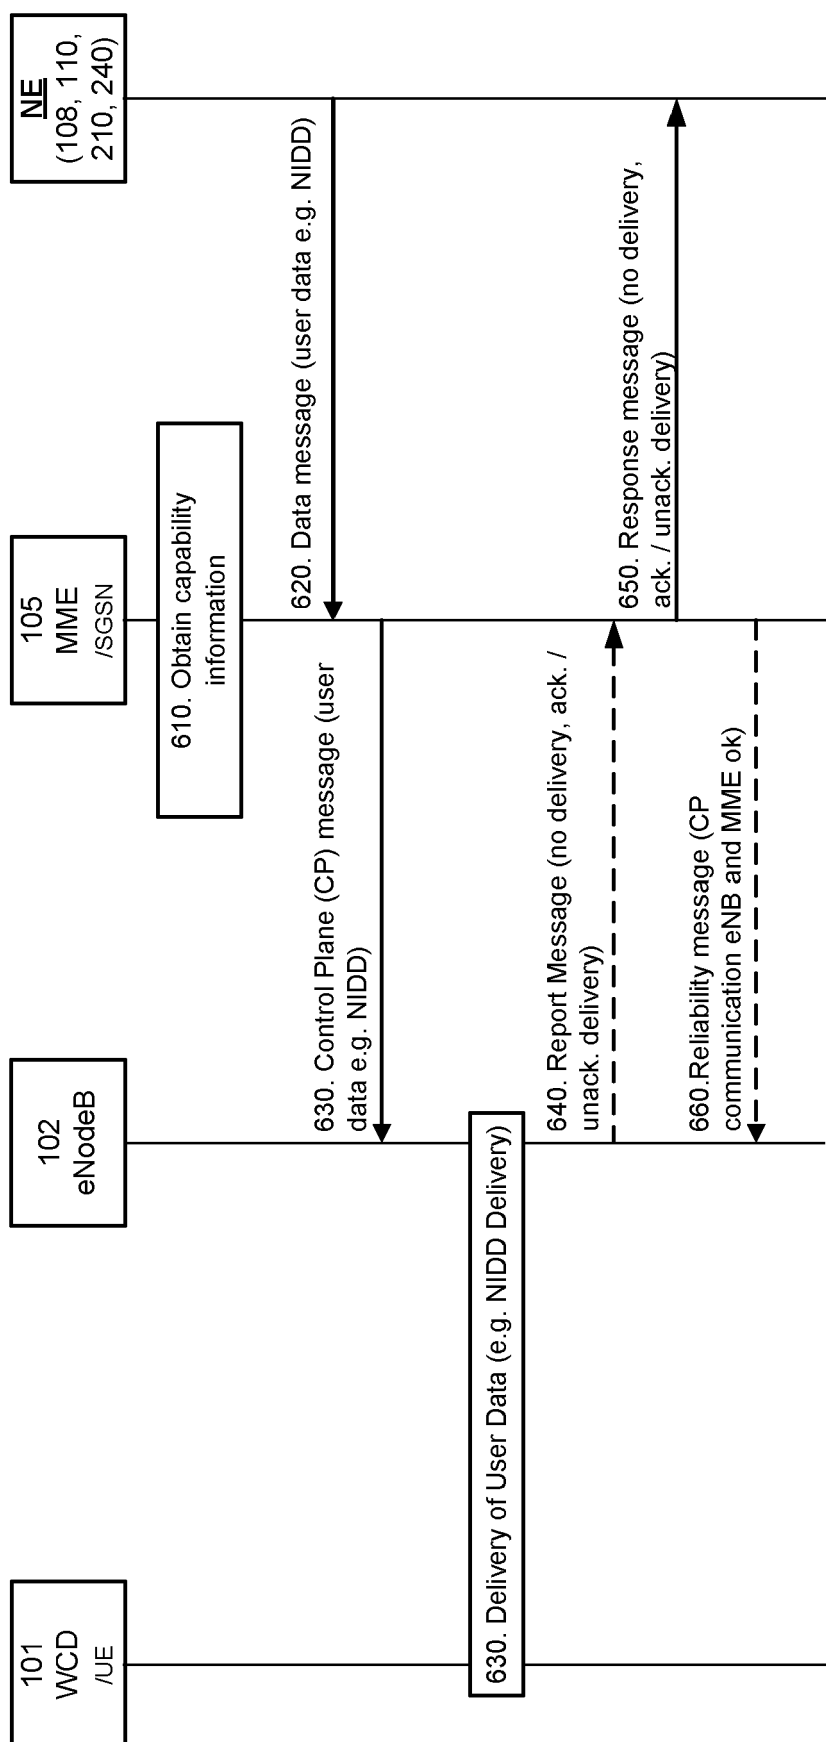 101
WCD
/UE
102
eNodeB
105
MME
/SGSN
NE
(108, 110,
210, 240)
610. Obtain capability
information
620. Data message (user data e.g. NIDD)
630. Control Plane (CP) message (user
data e.g. NIDD)
630. Delivery of User Data (e.g. NIDD Delivery)
640. Report Message (no delivery, ack. /
unack. delivery)
650. Response message (no delivery,
ack. / unack. delivery)
660.Reliability message (CP
communication eNB and MME ok)